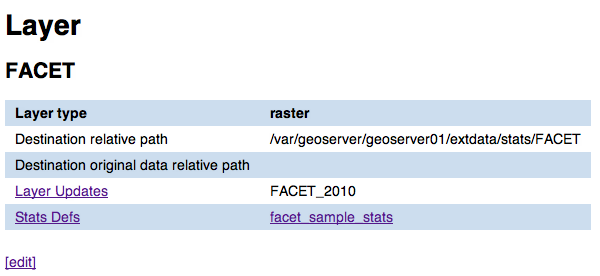 Layer
FACET
Layer type raster
Destination relative path /var/geoserver/geoserver01/extdata/stats/FACET
Destination original data relative path
Layer Updates FACET_2010
Stats Defs facet_sample_stats
[edit]